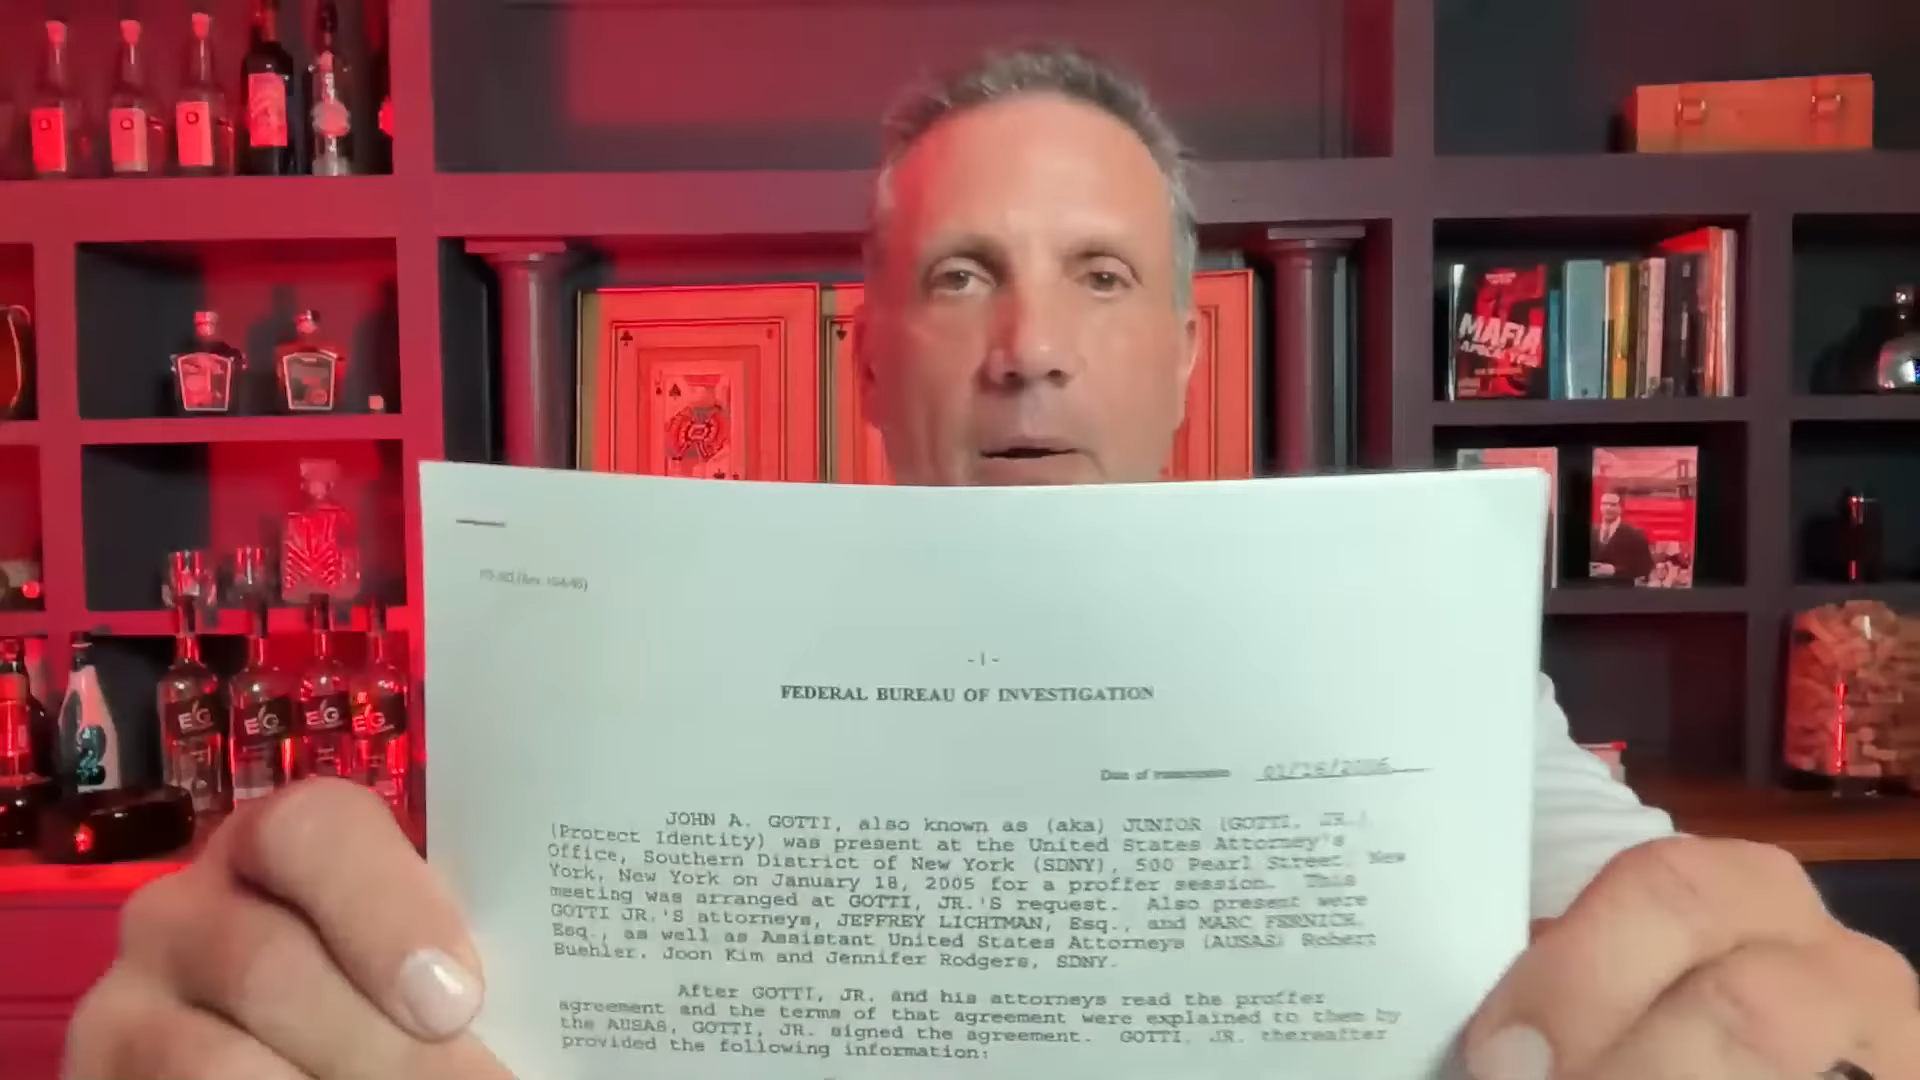 MAFIA
APOCALYPSE
EG
EG
EG
EG
- 1 -
FEDERAL BUREAU OF INVESTIGATION
Date of transcription
JOHN A. GOTTI, also known as (aka) JUNIOR (GOTTI, JR.)
(Protect Identity) was present at the United States Attorney's
Office, Southern District of New York (SDNY), 500 Pearl Street, New
York, New York on January 18, 2005 for a proffer session. This
meeting was arranged at GOTTI, JR.'S request. Also present were
GOTTI JR.'S attorneys, JEFFREY LICHTMAN, Esq., and MARC FERNICH,
Esq., as well as Assistant United States Attorneys (AUSAS) Robert
Buehler, Joon Kim and Jennifer Rodgers, SDNY.
After GOTTI, JR. and his attorneys read the proffer
agreement and the terms of that agreement were explained to them by
the AUSAS, GOTTI, JR. signed the agreement. GOTTI, JR. thereafter
provided the following information: